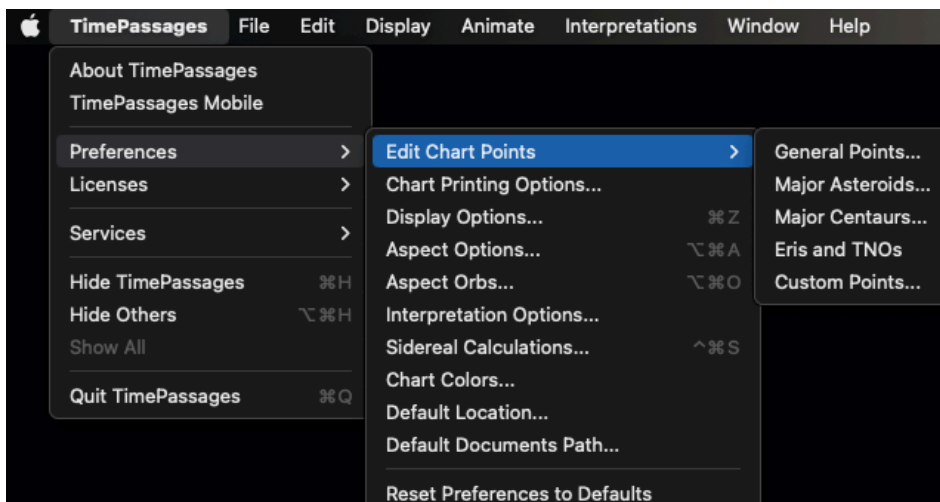 TimePassages File Edit Display Animate Interpretations Window Help
About TimePassages
TimePassages Mobile
Preferences >
Licenses >
Services >
Hide TimePassages ⌘H
Hide Others ⌥⌘H
Show All
Quit TimePassages ⌘Q
Edit Chart Points >
Chart Printing Options...
Display Options... ⌘Z
Aspect Options... ⌥⌘A
Aspect Orbs... ⌥⌘O
Interpretation Options...
Sidereal Calculations... ^⌘S
Chart Colors...
Default Location...
Default Documents Path...
Reset Preferences to Defaults
General Points...
Major Asteroids...
Major Centaurs...
Eris and TNOs
Custom Points...